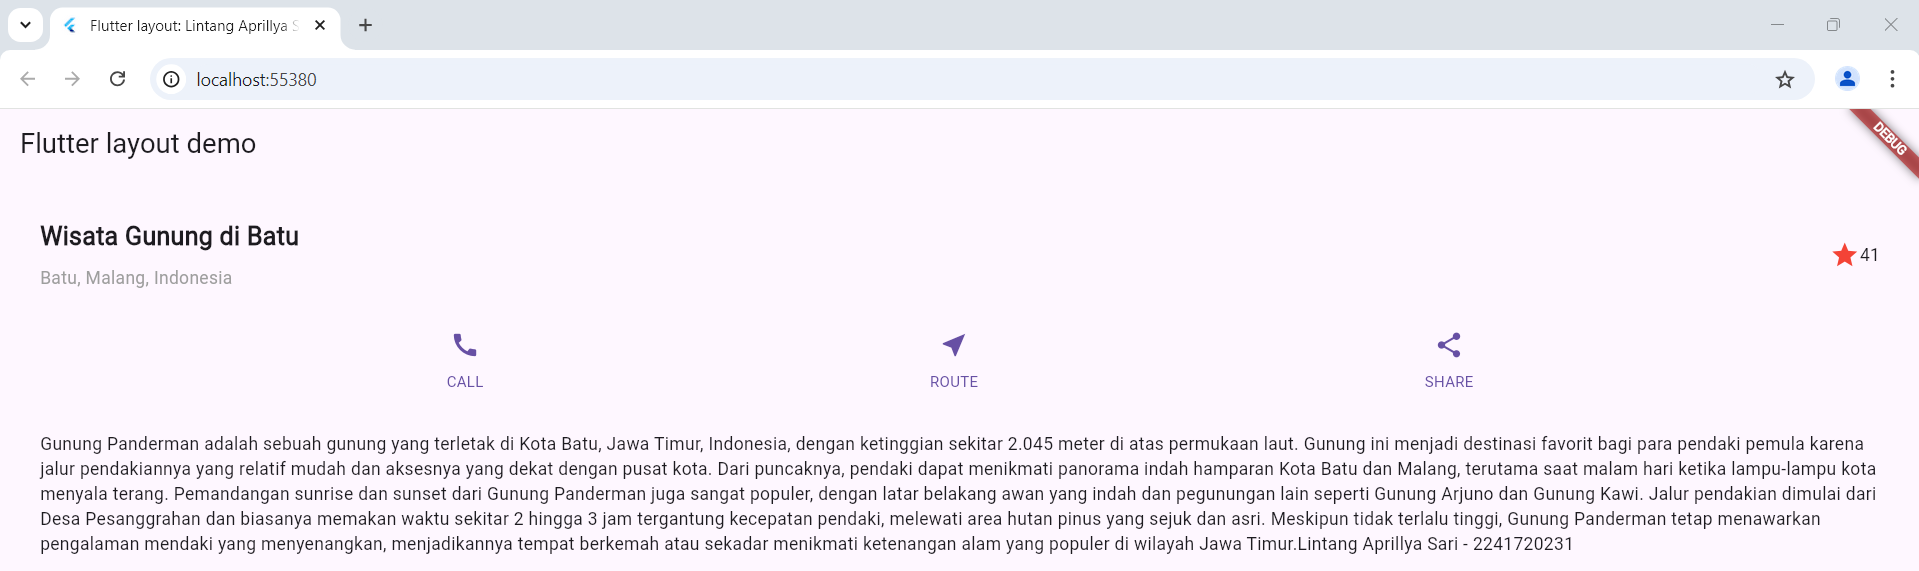 Flutter layout: Lintang Aprillya S
localhost:55380
DEBUG
Flutter layout demo
Wisata Gunung di Batu
Batu, Malang, Indonesia
41
CALL
ROUTE
SHARE
Gunung Panderman adalah sebuah gunung yang terletak di Kota Batu, Jawa Timur, Indonesia, dengan ketinggian sekitar 2.045 meter di atas permukaan laut. Gunung ini menjadi destinasi favorit bagi para pendaki pemula karena
jalur pendakiannya yang relatif mudah dan aksesnya yang dekat dengan pusat kota. Dari puncaknya, pendaki dapat menikmati panorama indah hamparan Kota Batu dan Malang, terutama saat malam hari ketika lampu-lampu kota
menyala terang. Pemandangan sunrise dan sunset dari Gunung Panderman juga sangat populer, dengan latar belakang awan yang indah dan pegunungan lain seperti Gunung Arjuno dan Gunung Kawi. Jalur pendakian dimulai dari
Desa Pesanggrahan dan biasanya memakan waktu sekitar 2 hingga 3 jam tergantung kecepatan pendaki, melewati area hutan pinus yang sejuk dan asri. Meskipun tidak terlalu tinggi, Gunung Panderman tetap menawarkan
pengalaman mendaki yang menyenangkan, menjadikannya tempat berkemah atau sekadar menikmati ketenangan alam yang populer di wilayah Jawa Timur.Lintang Aprillya Sari - 2241720231